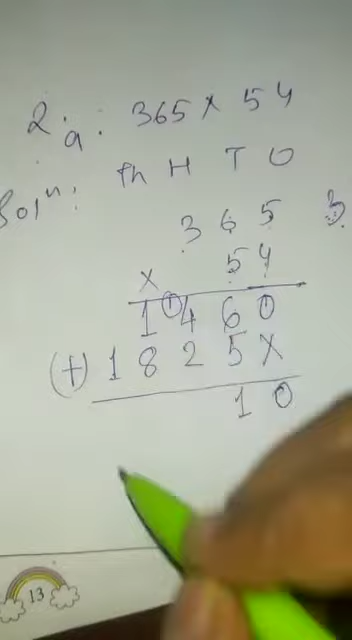 2. a. 365 × 54
Solⁿ: Th H T O
3 6 5 3
× 5 4
1 4 6 0
(+) 1 8 2 5 ×
1 0
13